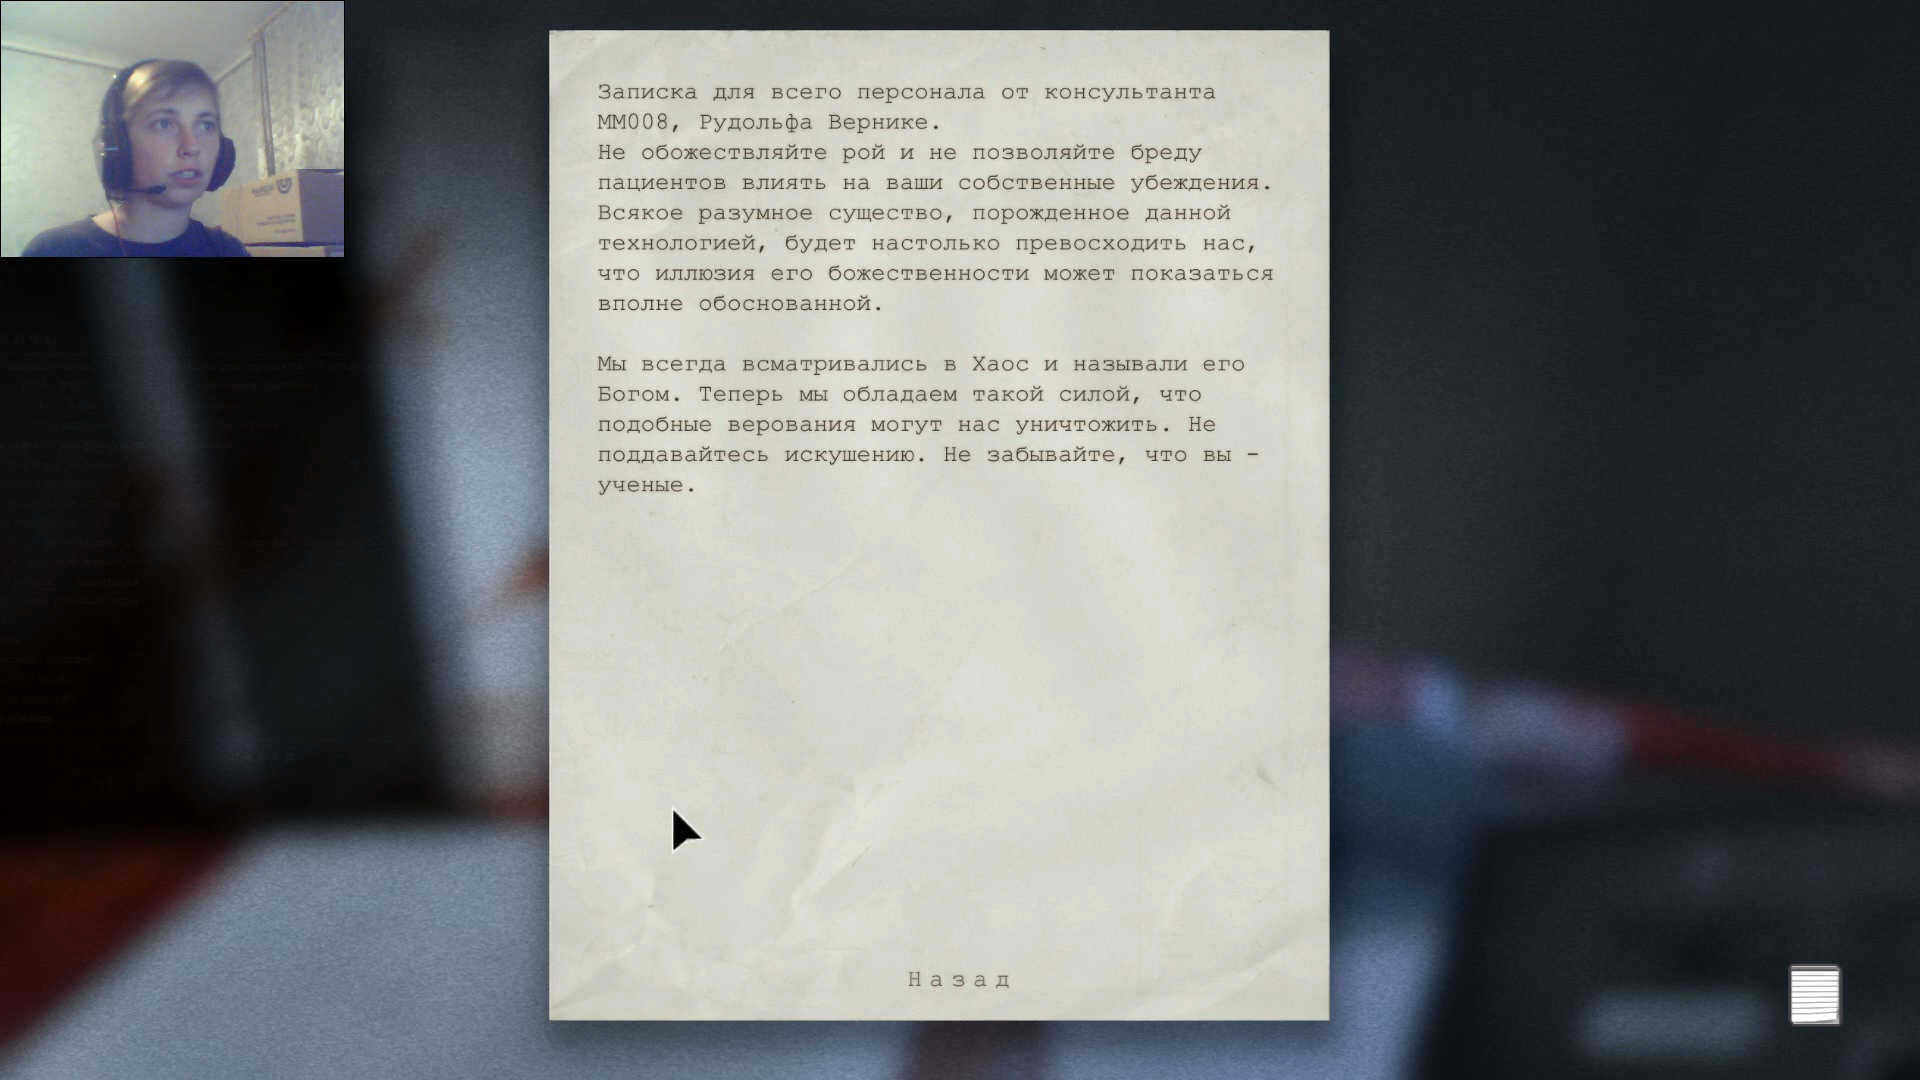 Записка для всего персонала от консультанта
ММ008, Рудольфа Вернике.
Не обожествляйте рой и не позволяйте бреду
пациентов влиять на ваши собственные убеждения.
Всякое разумное существо, порожденное данной
технологией, будет настолько превосходить нас,
что иллюзия его божественности может показаться
вполне обоснованной.
Мы всегда всматривались в Хаос и называли его
Богом. Теперь мы обладаем такой силой, что
подобные верования могут нас уничтожить. Не
поддавайтесь искушению. Не забывайте, что вы -
ученые.
Назад